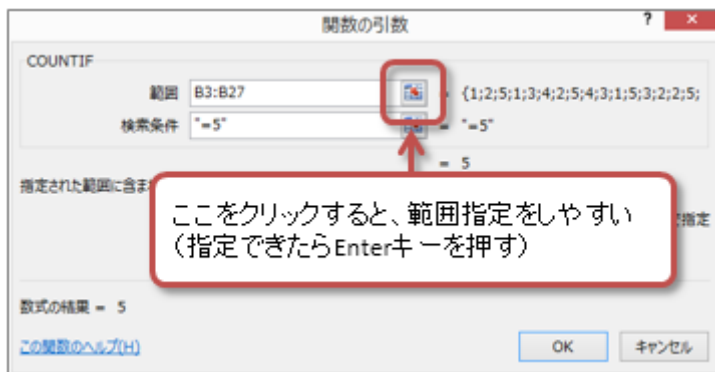 関数の引数
?
×
COUNTIF
範囲 B3:B27 = {1;2;5;1;3;4;2;5;4;3;1;5;3;2;2;5;
検索条件 "=5" = "=5"
= 5
指定された範囲に含ま
指定
ここをクリックすると、範囲指定をしやすい
（指定できたらEnterキーを押す）
数式の結果 = 5
この関数のヘルプ(H)
OK
キャンセル